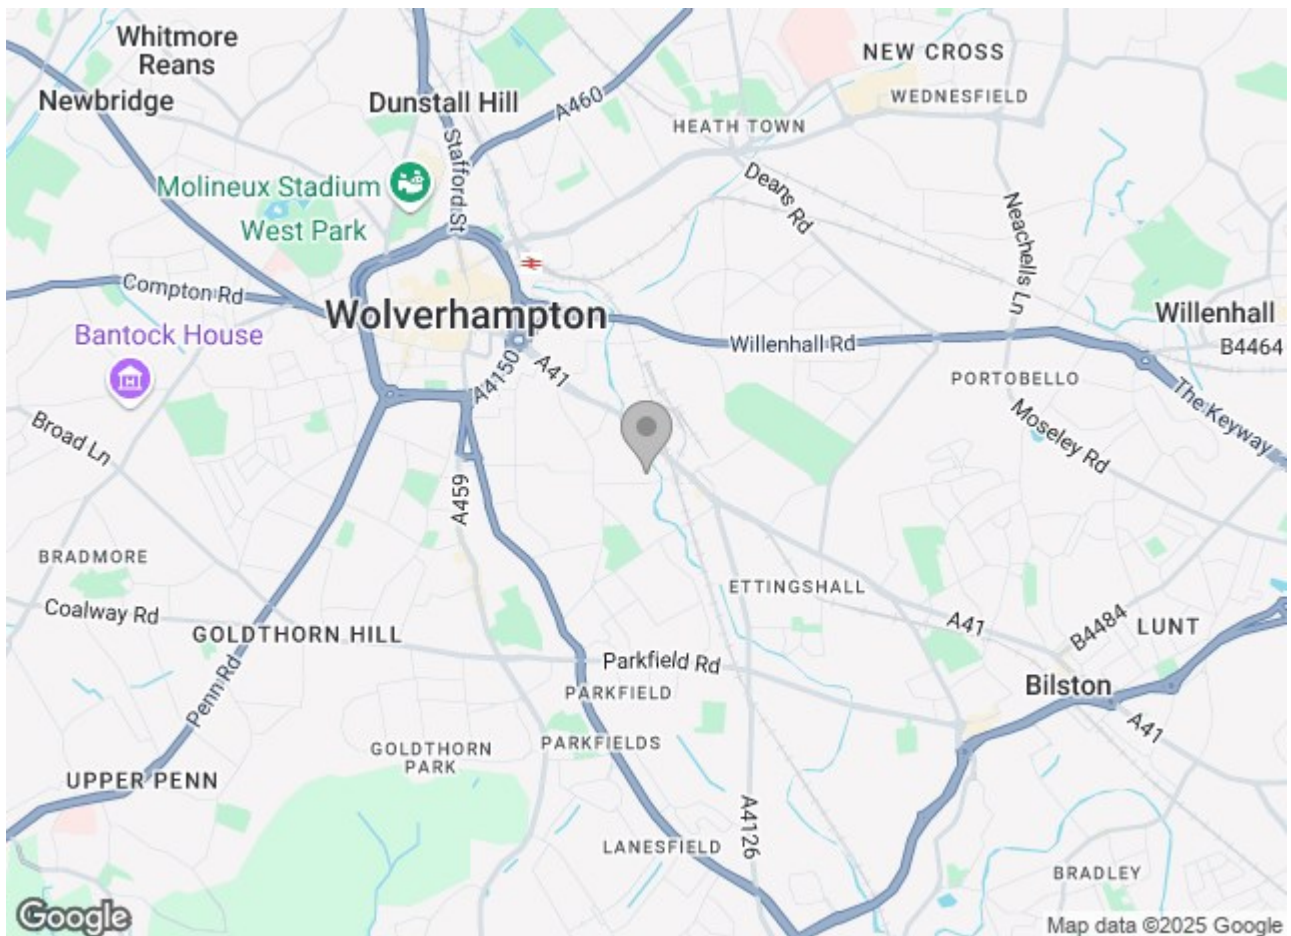 Whitmore
Reans
NEW CROSS
WEDNESFIELD
Newbridge
Dunstall Hill
A460
HEATH TOWN
Stafford St
Molineux Stadium
Deans Rd
West Park
Neachells Ln
Compton Rd
Wolverhampton
Willenhall
Bantock House
Willenhall Rd
B4464
A4150
A41
PORTOBELLO
The Keyway
Broad Ln
Moseley Rd
A459
BRADMORE
ETTINGSHALL
Coalway Rd
A41
B4484
LUNT
GOLDTHORN HILL
Parkfield Rd
Penn Rd
PARKFIELD
Bilston
A41
GOLDTHORN
PARK
PARKFIELDS
UPPER PENN
A4126
LANESFIELD
BRADLEY
Google
Map data ©2025 Google